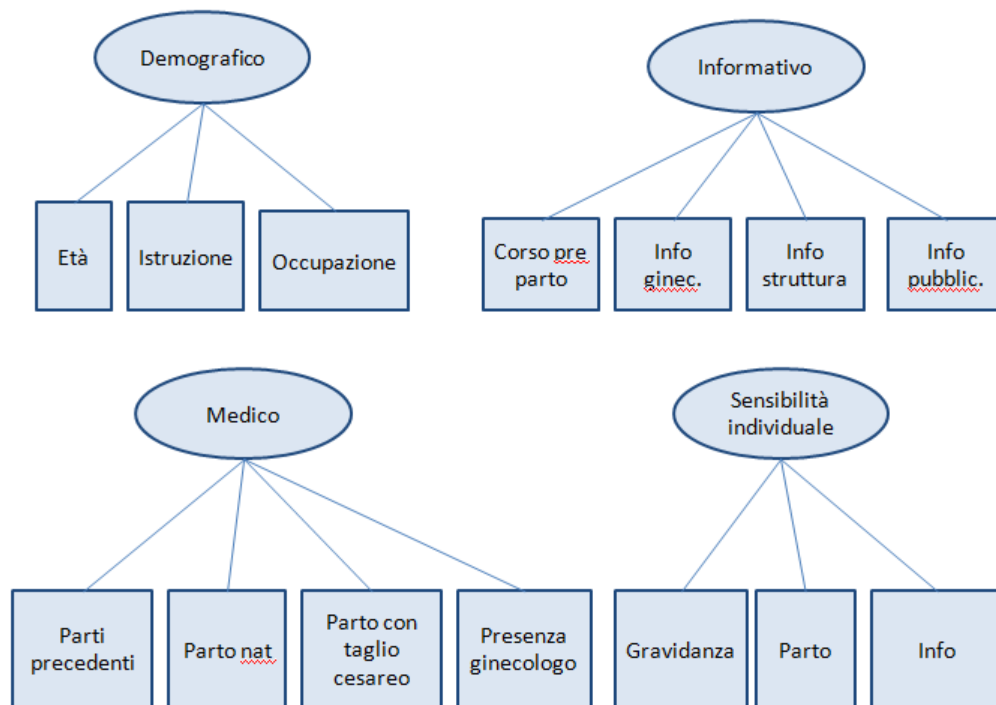 Demografico
Informativo
Età
Istruzione
Occupazione
Corso pre
parto
Info
ginec.
Info
struttura
Info
pubblic.
Medico
Sensibilità
individuale
Parti
precedenti
Parto nat
Parto con
taglio
cesareo
Presenza
ginecologo
Gravidanza
Parto
Info